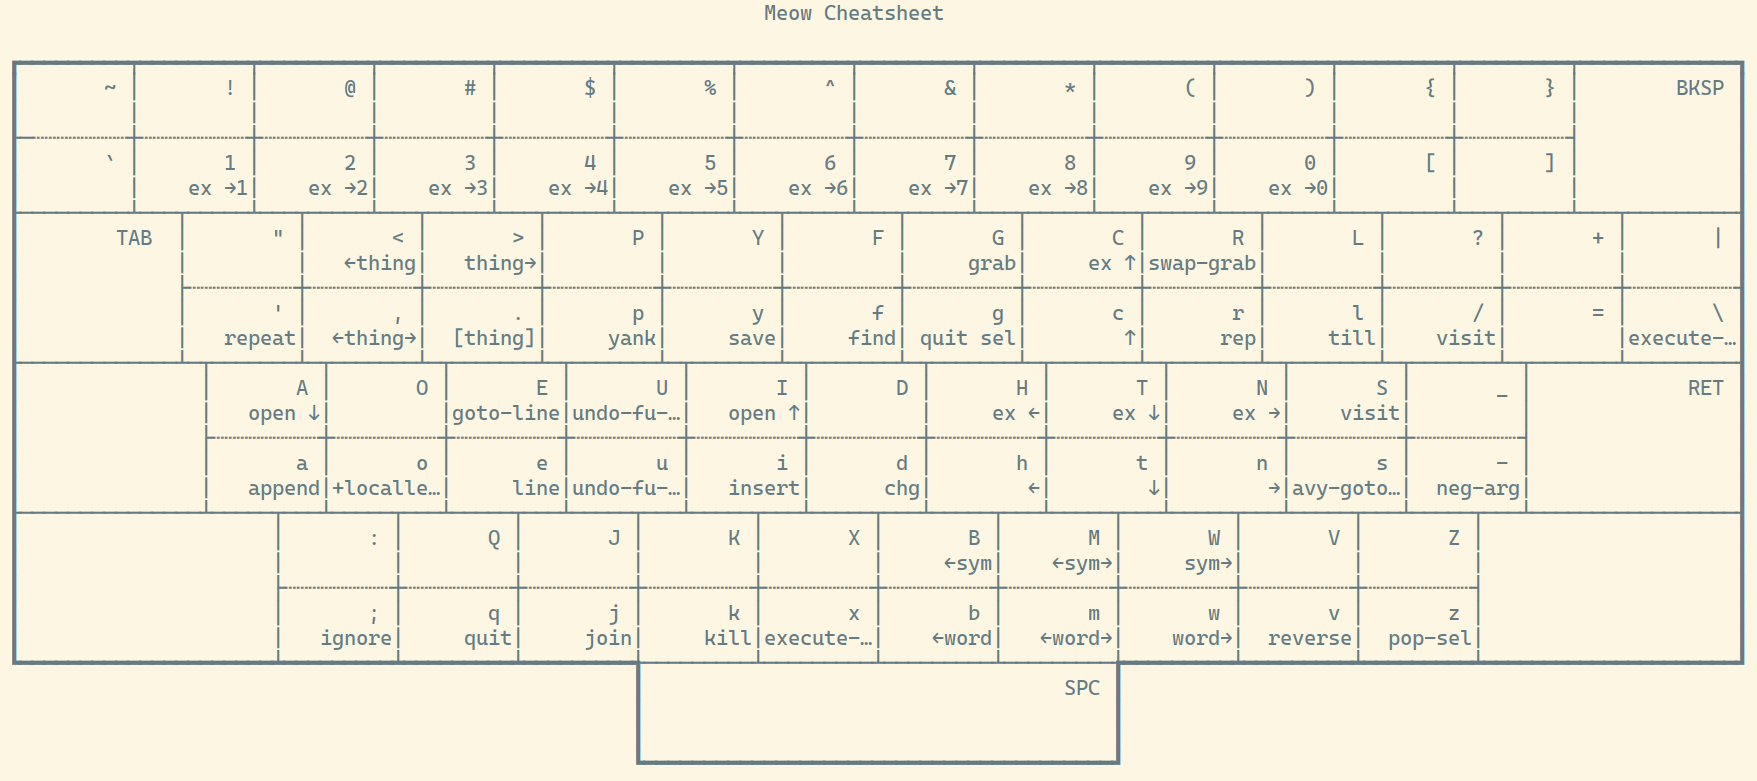 Meow Cheatsheet
~ ! @ # $ % ^ & * ( ) { } BKSP
` 1 2 3 4 5 6 7 8 9 0 [ ]
ex →1 ex →2 ex →3 ex →4 ex →5 ex →6 ex →7 ex →8 ex →9 ex →0
TAB " < > P Y F G C R L ? + |
←thing thing→ grab ex ↑ swap-grab
' , . p y f g c r l / = \
repeat ←thing→ [thing] yank save find quit sel ↑ rep till visit execute-…
A O E U I D H T N S _ RET
open ↓ goto-line undo-fu-… open ↑ ex ← ex ↓ ex → visit
a o e u i d h t n s -
append +locale… line undo-fu-… insert chg ← ↓ → avy-goto… neg-arg
: Q J K X B M W V Z
←sym ←sym→ sym→
; q j k x b m w v z
ignore quit join kill execute-… ←word ←word→ word→ reverse pop-sel
SPC